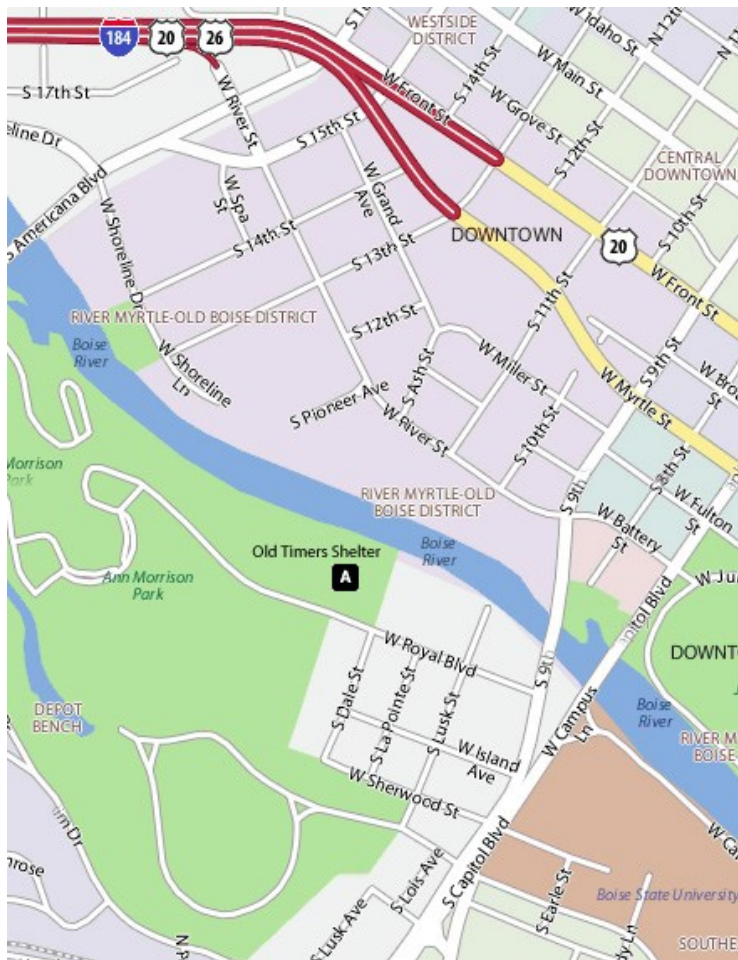 WESTSIDE
DISTRICT
W Idaho St
N 12th
184
20
26
S 17th St
W River St
S 15th St
W Front St
S 14th St
W Main St
W Grove St
S 12th St
CENTRAL
DOWNTOWN
S Americana Blvd
W Spa
St
W Grand
Ave
W Shoreline Dr
S 14th St
S 13th St
DOWNTOWN
20
S 10th St
W Front St
RIVER MYRTLE-OLD BOISE DISTRICT
S 12th St
S 11th St
S 9th St
Boise
River
W Shoreline
Ln
S Ash St
W Miller St
W Myrtle St
S Pioneer Ave
W River St
S 10th St
S 8th St
Morrison
Park
RIVER MYRTLE-OLD
BOISE DISTRICT
S 9th
W Fulton
St
W Battery
St
Boise
River
Old Timers Shelter
A
Ann Morrison
Park
W Royal Blvd
S 9th
DEPOT
BENCH
S Dale St
S La Pointe St
S Lusk St
W Island
Ave
W Campus
Ln
Boise
River
W Sherwood St
S Capitol Blvd
S Lois Ave
S Lusk Ave
S Earle St
Boise State University